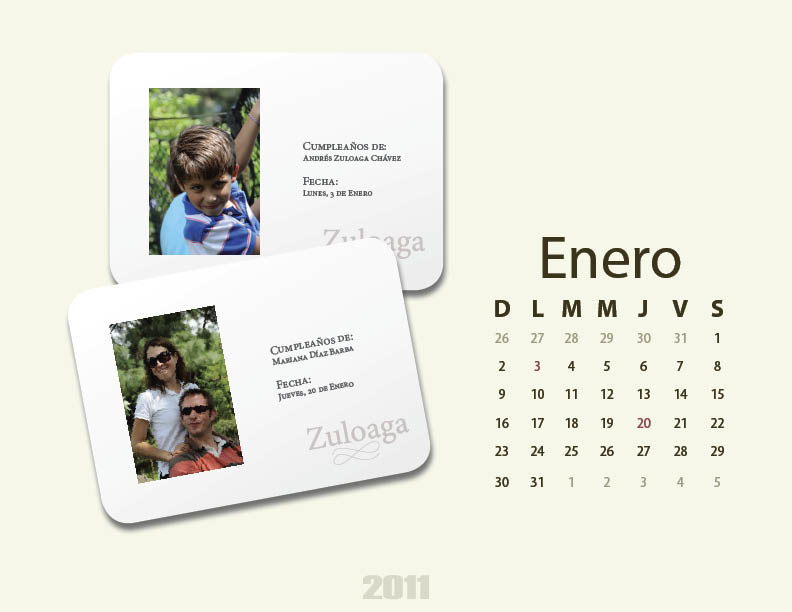 Cumpleaños de:
Andrés Zuloaga Chávez
Fecha:
Lunes, 3 de Enero
Zuloaga
Cumpleaños de:
Mariana Díaz Barba
Fecha:
Jueves, 20 de Enero
Zuloaga
Enero
D L M M J V S
26 27 28 29 30 31 1
2 3 4 5 6 7 8
9 10 11 12 13 14 15
16 17 18 19 20 21 22
23 24 25 26 27 28 29
30 31 1 2 3 4 5
2011